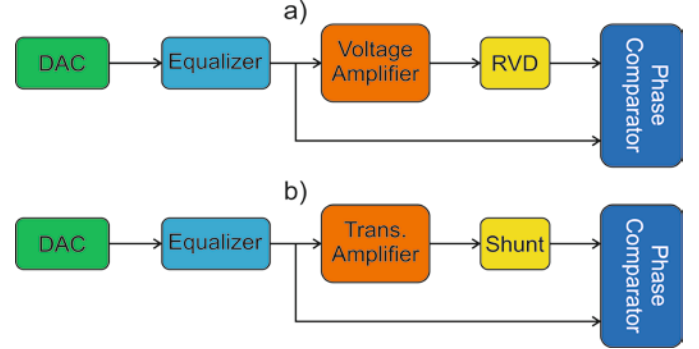 a)
DAC
Equalizer
Voltage
Amplifier
RVD
Phase
Comparator
b)
DAC
Equalizer
Trans.
Amplifier
Shunt
Phase
Comparator